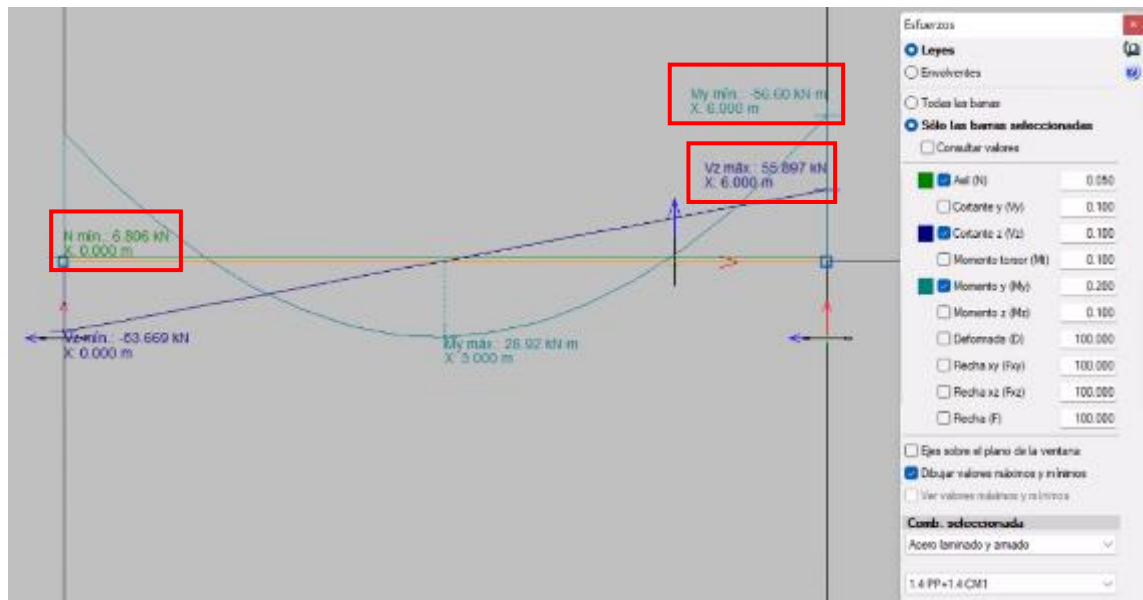 My mín.: -56.60 kN·m
X: 6.000 m
Vz máx.: 55.897 kN
X: 6.000 m
N mín.: 6.806 kN
X: 0.000 m
Vz mín.: -53.669 kN
X: 0.000 m
My máx.: 28.92 kN·m
X: 3.000 m
Esfuerzos
Leyes
Envolventes
Todas las barras
Sólo las barras seleccionadas
Consultar valores
Axil (N) 0.050
Cortante y (Vy) 0.100
Cortante z (Vz) 0.100
Momento torsor (Mt) 0.100
Momento y (My) 0.200
Momento z (Mz) 0.100
Deformada (D) 100.000
Flecha xy (Fxy) 100.000
Flecha xz (Fxz) 100.000
Flecha (F) 100.000
Ejes sobre el plano de la ventana
Dibujar valores máximos y mínimos
Ver valores máximos y mínimos
Comb. seleccionada
Acero laminado y armado
1.4·PP+1.4·CM1